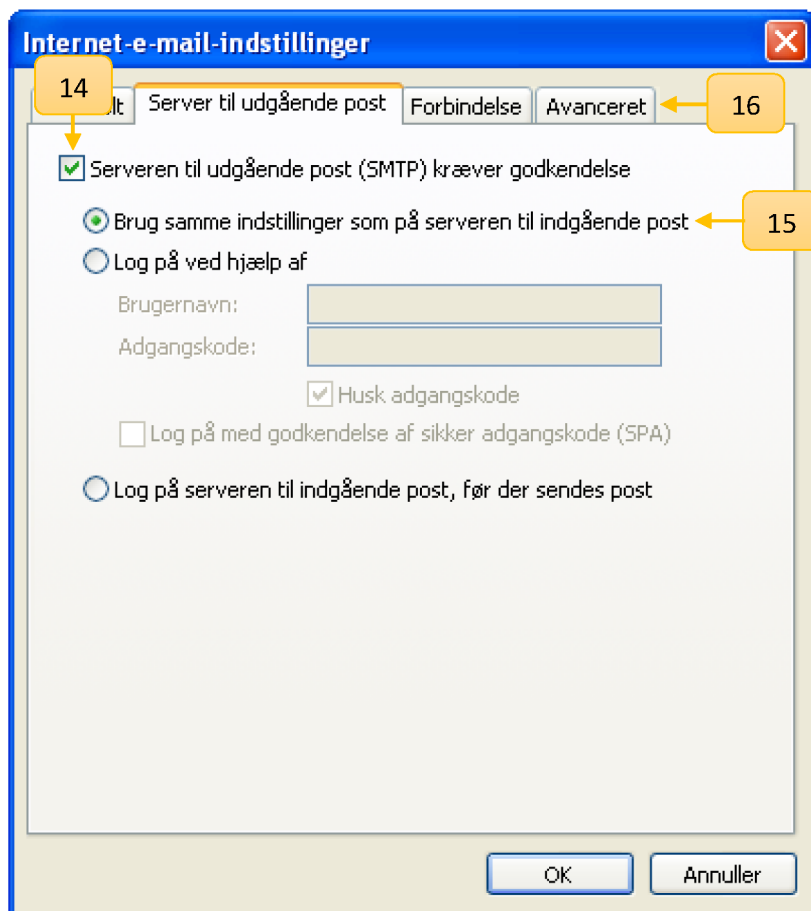 Internet-e-mail-indstillinger
14
lt Server til udgående post Forbindelse Avanceret 16
Serveren til udgående post (SMTP) kræver godkendelse
Brug samme indstillinger som på serveren til indgående post 15
Log på ved hjælp af
Brugernavn:
Adgangskode:
Husk adgangskode
Log på med godkendelse af sikker adgangskode (SPA)
Log på serveren til indgående post, før der sendes post
OK Annuller